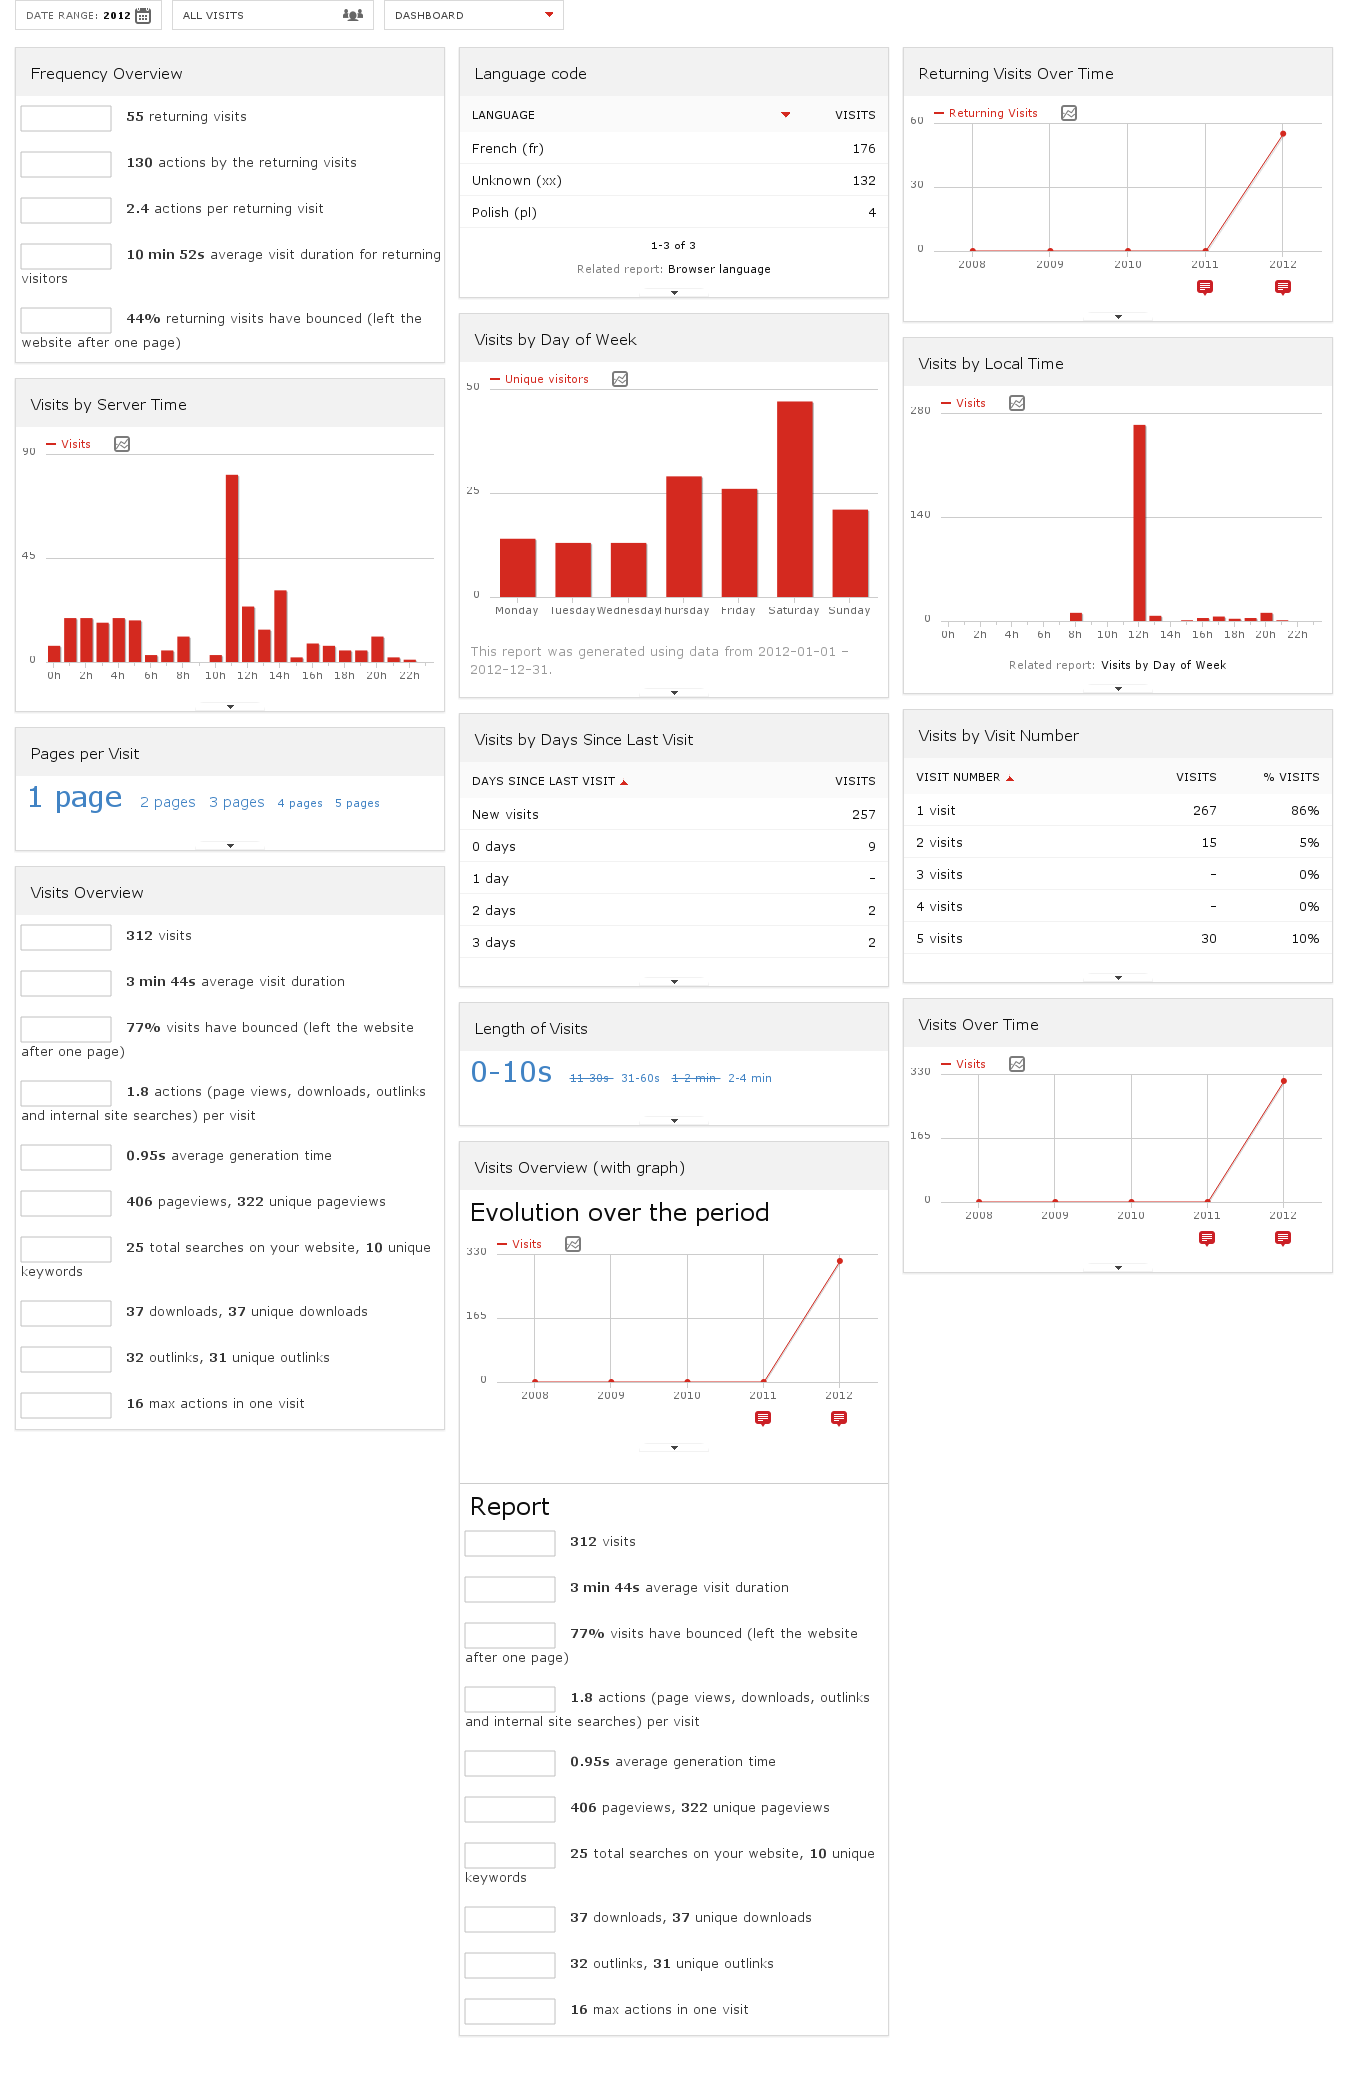 DATE RANGE: 2012
ALL VISITS
DASHBOARD
Frequency Overview
55 returning visits
130 actions by the returning visits
2.4 actions per returning visit
10 min 52s average visit duration for returning
visitors
44% returning visits have bounced (left the
website after one page)
Visits by Server Time
Visits
90
45
0
0h 2h 4h 6h 8h 10h 12h 14h 16h 18h 20h 22h
Pages per Visit
1 page 2 pages 3 pages 4 pages 5 pages
Visits Overview
312 visits
3 min 44s average visit duration
77% visits have bounced (left the website
after one page)
1.8 actions (page views, downloads, outlinks
and internal site searches) per visit
0.95s average generation time
406 pageviews, 322 unique pageviews
25 total searches on your website, 10 unique
keywords
37 downloads, 37 unique downloads
32 outlinks, 31 unique outlinks
16 max actions in one visit
Language code
LANGUAGE VISITS
French (fr) 176
Unknown (xx) 132
Polish (pl) 4
1-3 of 3
Related report: Browser language
Visits by Day of Week
Unique visitors
50
25
0
Monday Tuesday Wednesday Thursday Friday Saturday Sunday
This report was generated using data from 2012-01-01 –
2012-12-31.
Visits by Days Since Last Visit
DAYS SINCE LAST VISIT VISITS
New visits 257
0 days 9
1 day -
2 days 2
3 days 2
Length of Visits
0-10s 11-30s 31-60s 1-2 min 2-4 min
Visits Overview (with graph)
Evolution over the period
Visits
330
165
0
2008 2009 2010 2011 2012
Report
312 visits
3 min 44s average visit duration
77% visits have bounced (left the website
after one page)
1.8 actions (page views, downloads, outlinks
and internal site searches) per visit
0.95s average generation time
406 pageviews, 322 unique pageviews
25 total searches on your website, 10 unique
keywords
37 downloads, 37 unique downloads
32 outlinks, 31 unique outlinks
16 max actions in one visit
Returning Visits Over Time
Returning Visits
60
30
0
2008 2009 2010 2011 2012
Visits by Local Time
Visits
280
140
0
0h 2h 4h 6h 8h 10h 12h 14h 16h 18h 20h 22h
Related report: Visits by Day of Week
Visits by Visit Number
VISIT NUMBER VISITS % VISITS
1 visit 267 86%
2 visits 15 5%
3 visits - 0%
4 visits - 0%
5 visits 30 10%
Visits Over Time
Visits
330
165
0
2008 2009 2010 2011 2012